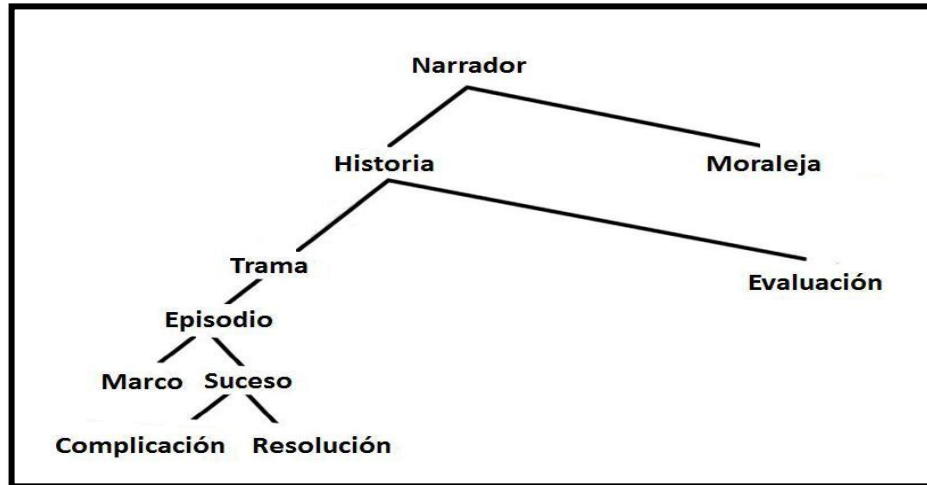 Narrador
Historia Moraleja
Trama
Evaluación
Episodio
Marco Suceso
Complicación Resolución